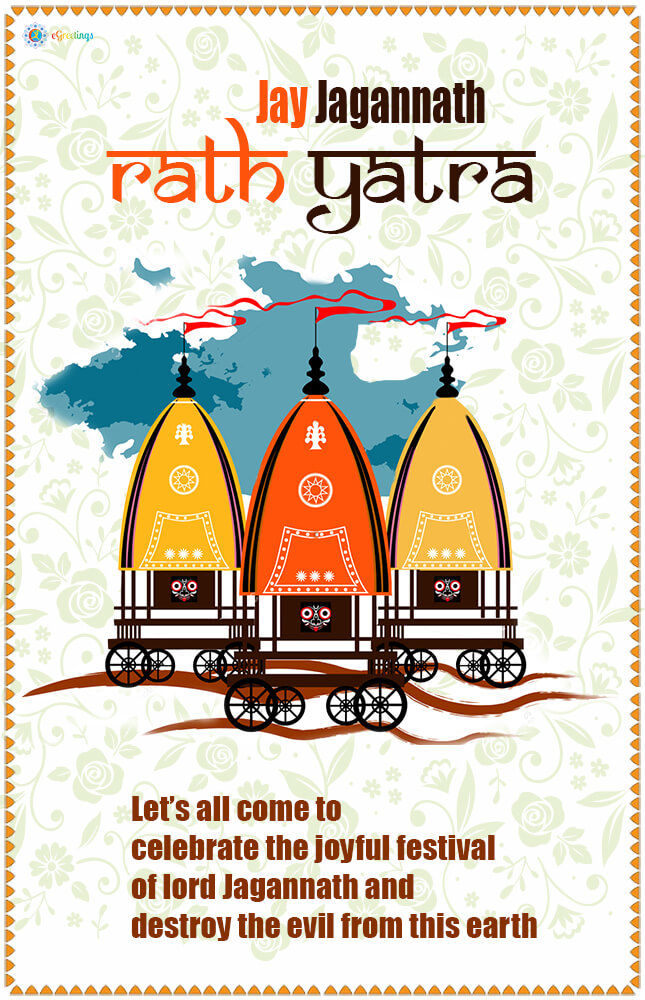 eGreetings
Jay Jagannath
rath yatra
Let's all come to
celebrate the joyful festival
of lord Jagannath and
destroy the evil from this earth